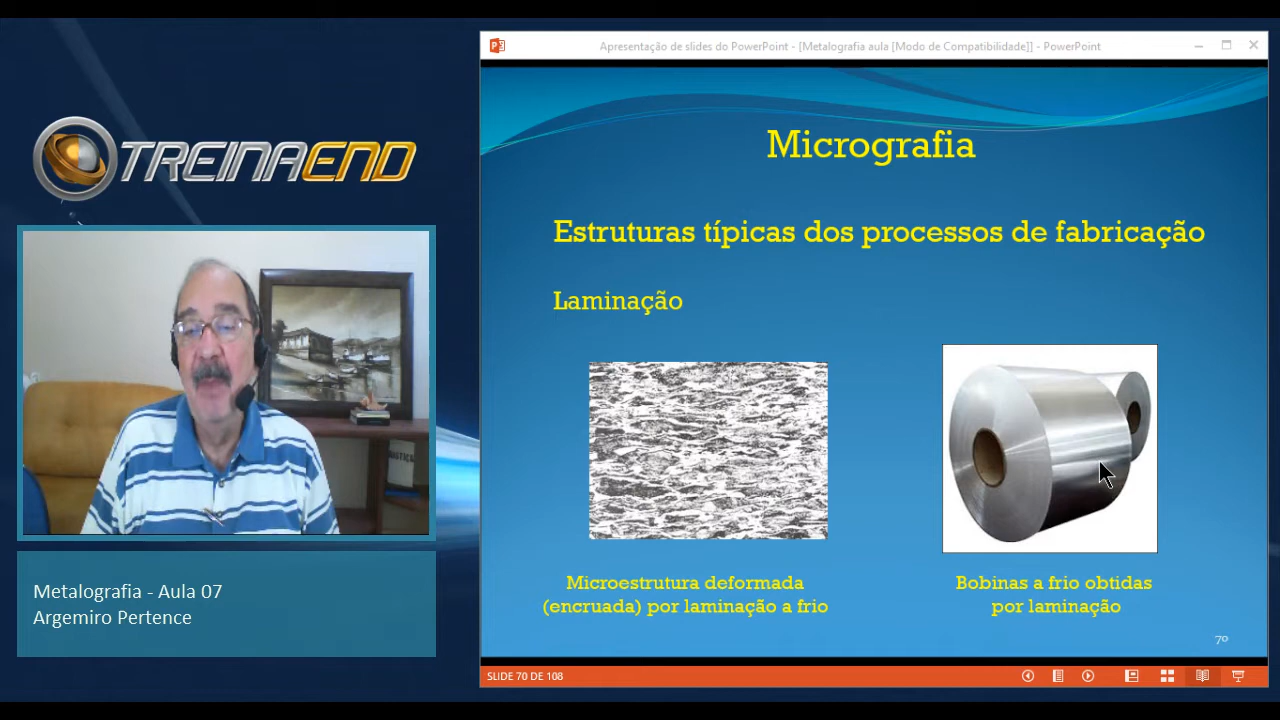 Apresentação de slides do PowerPoint - [Metalografia aula [Modo de Compatibilidade]] - PowerPoint
TREINAEND
Micrografia
Estruturas típicas dos processos de fabricação
Laminação
Microestrutura deformada
(encruada) por laminação a frio
Bobinas a frio obtidas
por laminação
Metalografia - Aula 07
Argemiro Pertence
70
SLIDE 70 DE 108